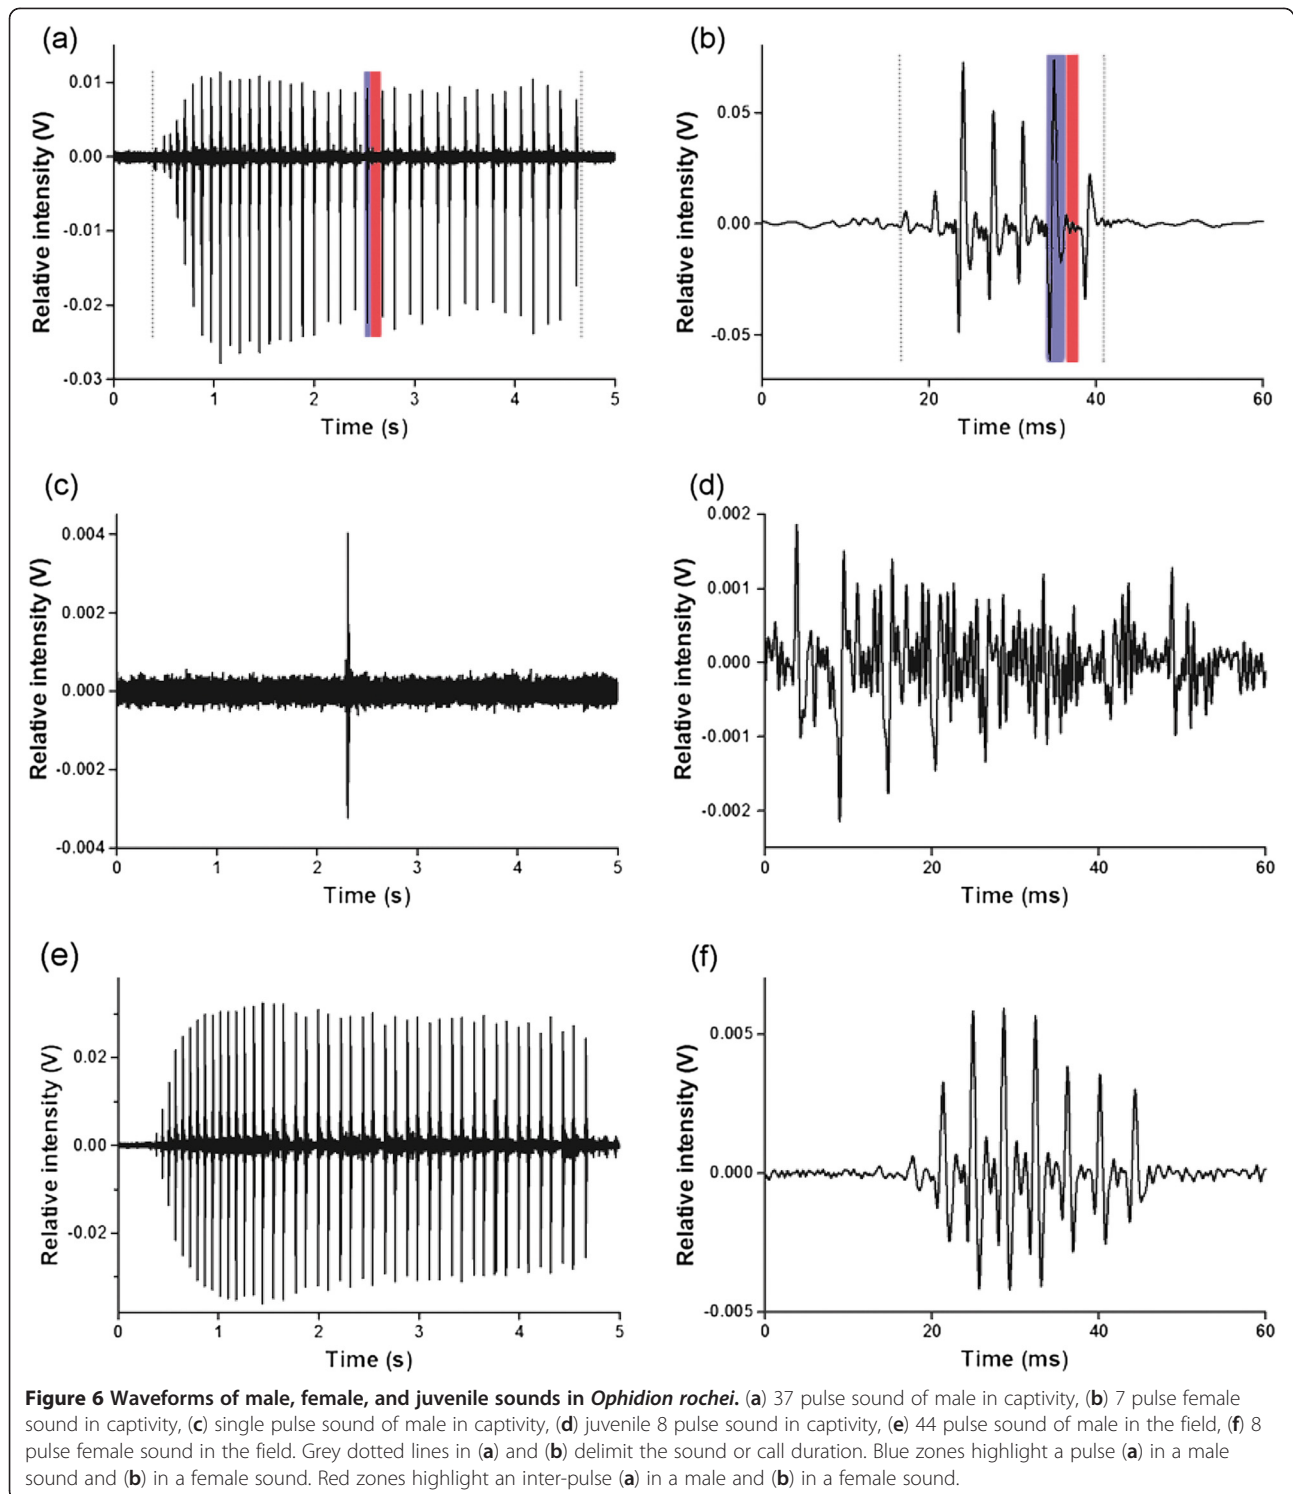 (a)
0.01
0.00
-0.01
-0.02
-0.03
Relative intensity (V)
0 1 2 3 4 5
Time (s)
(b)
0.05
0.00
-0.05
Relative intensity (V)
0 20 40 60
Time (ms)
(c)
0.004
0.002
0.000
-0.002
-0.004
Relative intensity (V)
0 1 2 3 4 5
Time (s)
(d)
0.002
0.001
0.000
-0.001
-0.002
Relative intensity (V)
0 20 40 60
Time (ms)
(e)
0.02
0.00
-0.02
Relative intensity (V)
0 1 2 3 4 5
Time (s)
(f)
0.005
0.000
-0.005
Relative intensity (V)
0 20 40 60
Time (ms)
Figure 6 Waveforms of male, female, and juvenile sounds in Ophidion rochei. (a) 37 pulse sound of male in captivity, (b) 7 pulse female
sound in captivity, (c) single pulse sound of male in captivity, (d) juvenile 8 pulse sound in captivity, (e) 44 pulse sound of male in the field, (f) 8
pulse female sound in the field. Grey dotted lines in (a) and (b) delimit the sound or call duration. Blue zones highlight a pulse (a) in a male
sound and (b) in a female sound. Red zones highlight an inter-pulse (a) in a male and (b) in a female sound.